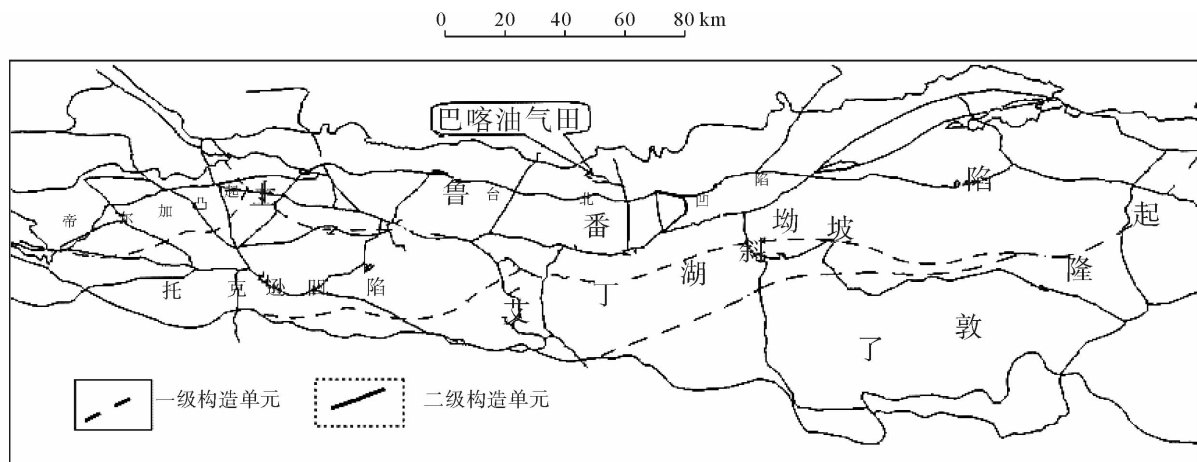 0 20 40 60 80 km
巴喀油气田
鲁番坳陷
台北凹陷
帝尔加凸起
托克逊凹陷
艾丁湖斜坡
了敦隆起
一级构造单元
二级构造单元